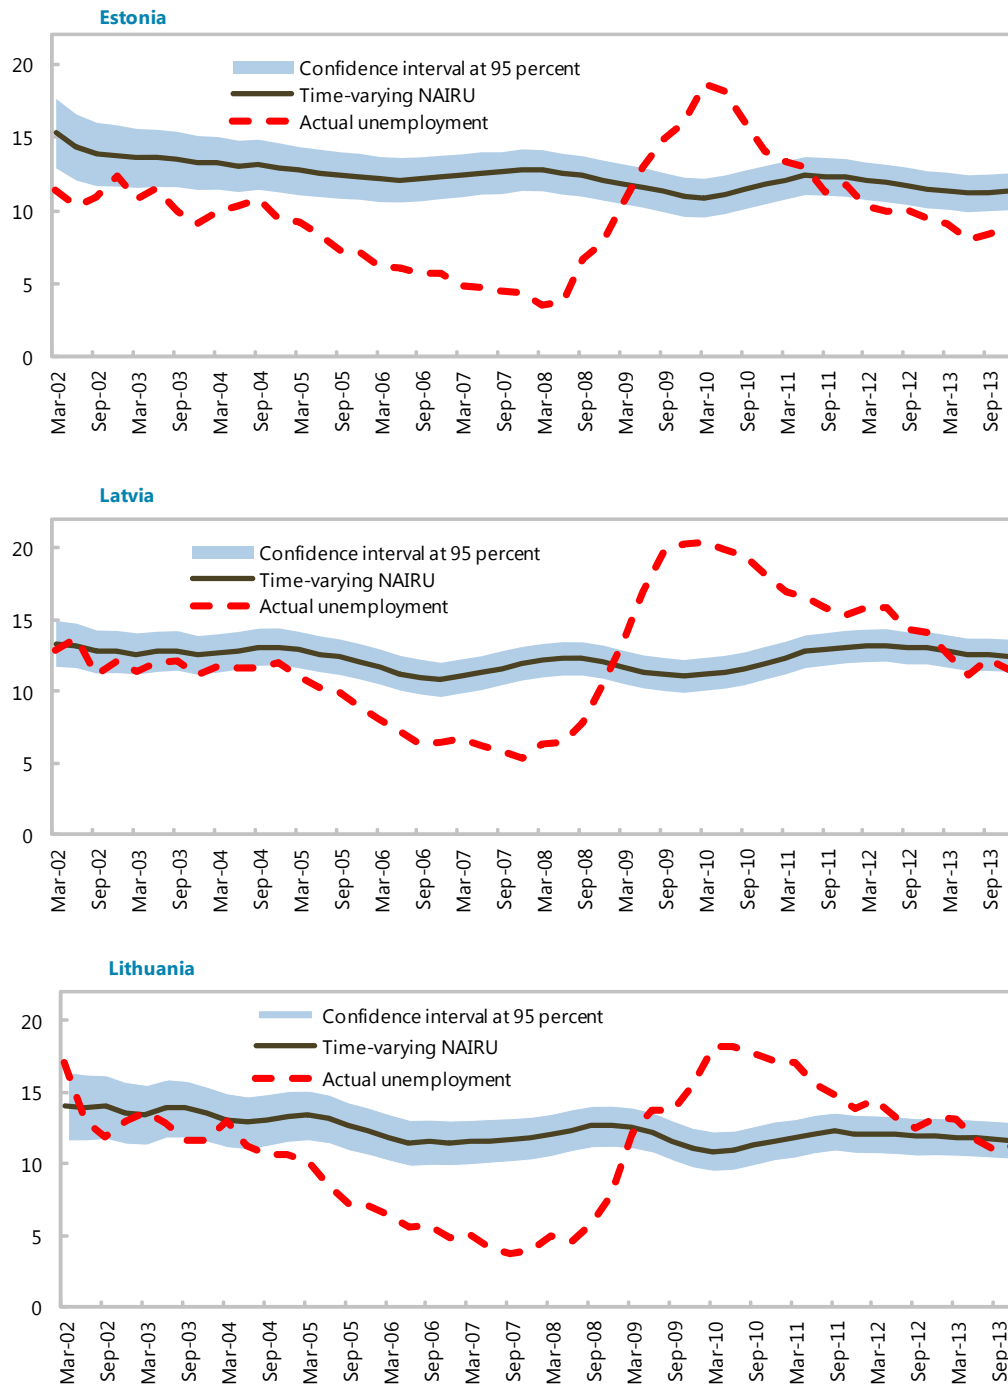 Estonia
20
15
10
5
0
Confidence interval at 95 percent
Time-varying NAIRU
Actual unemployment
Mar-02
Sep-02
Mar-03
Sep-03
Mar-04
Sep-04
Mar-05
Sep-05
Mar-06
Sep-06
Mar-07
Sep-07
Mar-08
Sep-08
Mar-09
Sep-09
Mar-10
Sep-10
Mar-11
Sep-11
Mar-12
Sep-12
Mar-13
Sep-13
Latvia
20
15
10
5
0
Confidence interval at 95 percent
Time-varying NAIRU
Actual unemployment
Mar-02
Sep-02
Mar-03
Sep-03
Mar-04
Sep-04
Mar-05
Sep-05
Mar-06
Sep-06
Mar-07
Sep-07
Mar-08
Sep-08
Mar-09
Sep-09
Mar-10
Sep-10
Mar-11
Sep-11
Mar-12
Sep-12
Mar-13
Sep-13
Lithuania
20
15
10
5
0
Confidence interval at 95 percent
Time-varying NAIRU
Actual unemployment
Mar-02
Sep-02
Mar-03
Sep-03
Mar-04
Sep-04
Mar-05
Sep-05
Mar-06
Sep-06
Mar-07
Sep-07
Mar-08
Sep-08
Mar-09
Sep-09
Mar-10
Sep-10
Mar-11
Sep-11
Mar-12
Sep-12
Mar-13
Sep-13